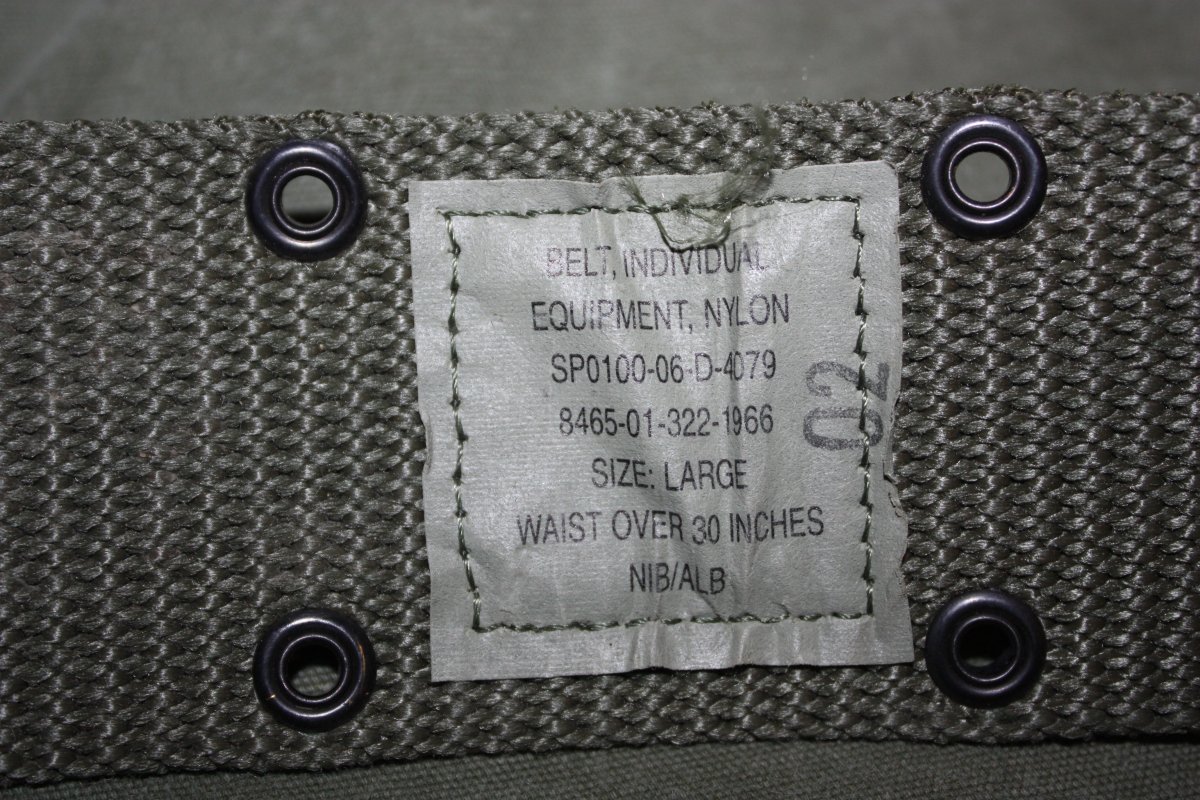 BELT, INDIVIDUAL
EQUIPMENT, NYLON
SP0100-06-D-4079
8465-01-322-1966
SIZE: LARGE
WAIST OVER 30 INCHES
NIB/ALB
02